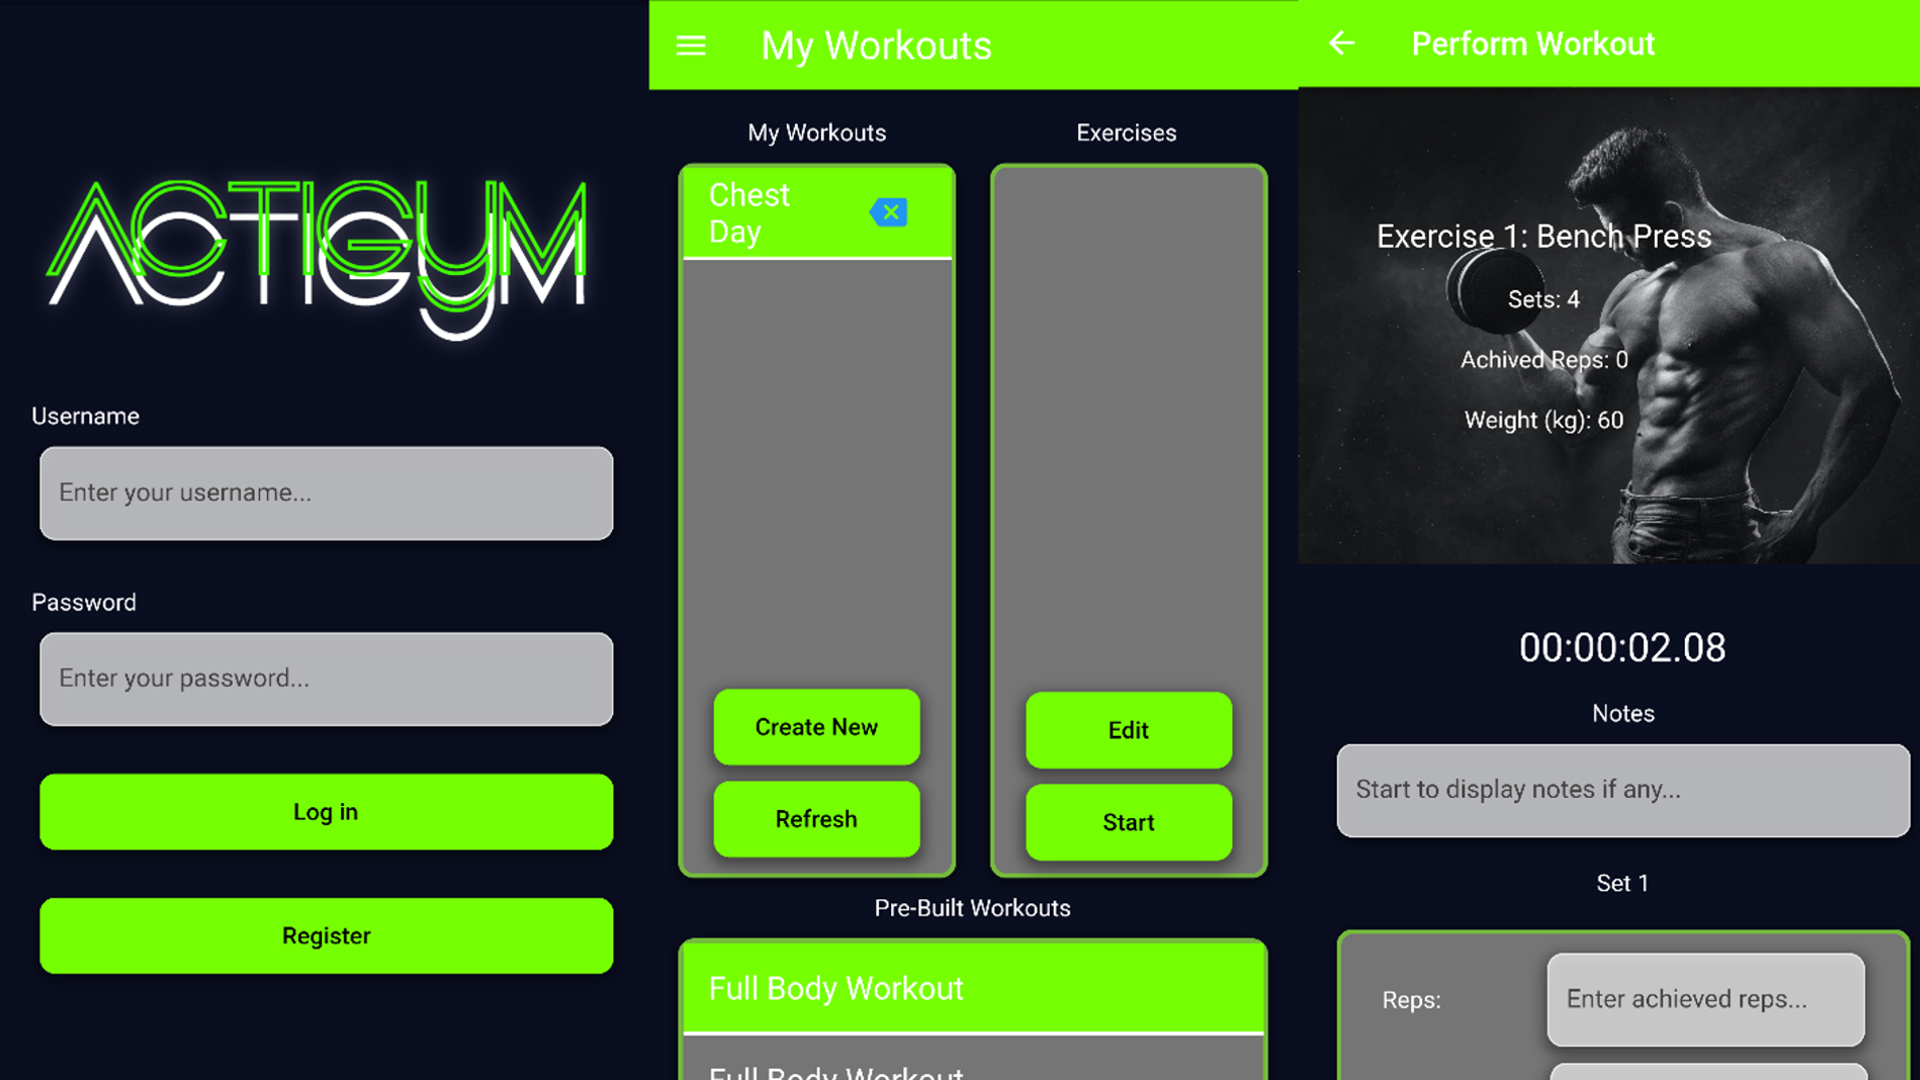 ACTIGYM
Username
Enter your username...
Password
Enter your password...
Log in
Register
My Workouts
My Workouts
Chest
Day
Create New
Refresh
Exercises
Edit
Start
Pre-Built Workouts
Full Body Workout
Full Body Workout
Perform Workout
Exercise 1: Bench Press
Sets: 4
Achived Reps: 0
Weight (kg): 60
00:00:02.08
Notes
Start to display notes if any...
Set 1
Reps:
Enter achieved reps...